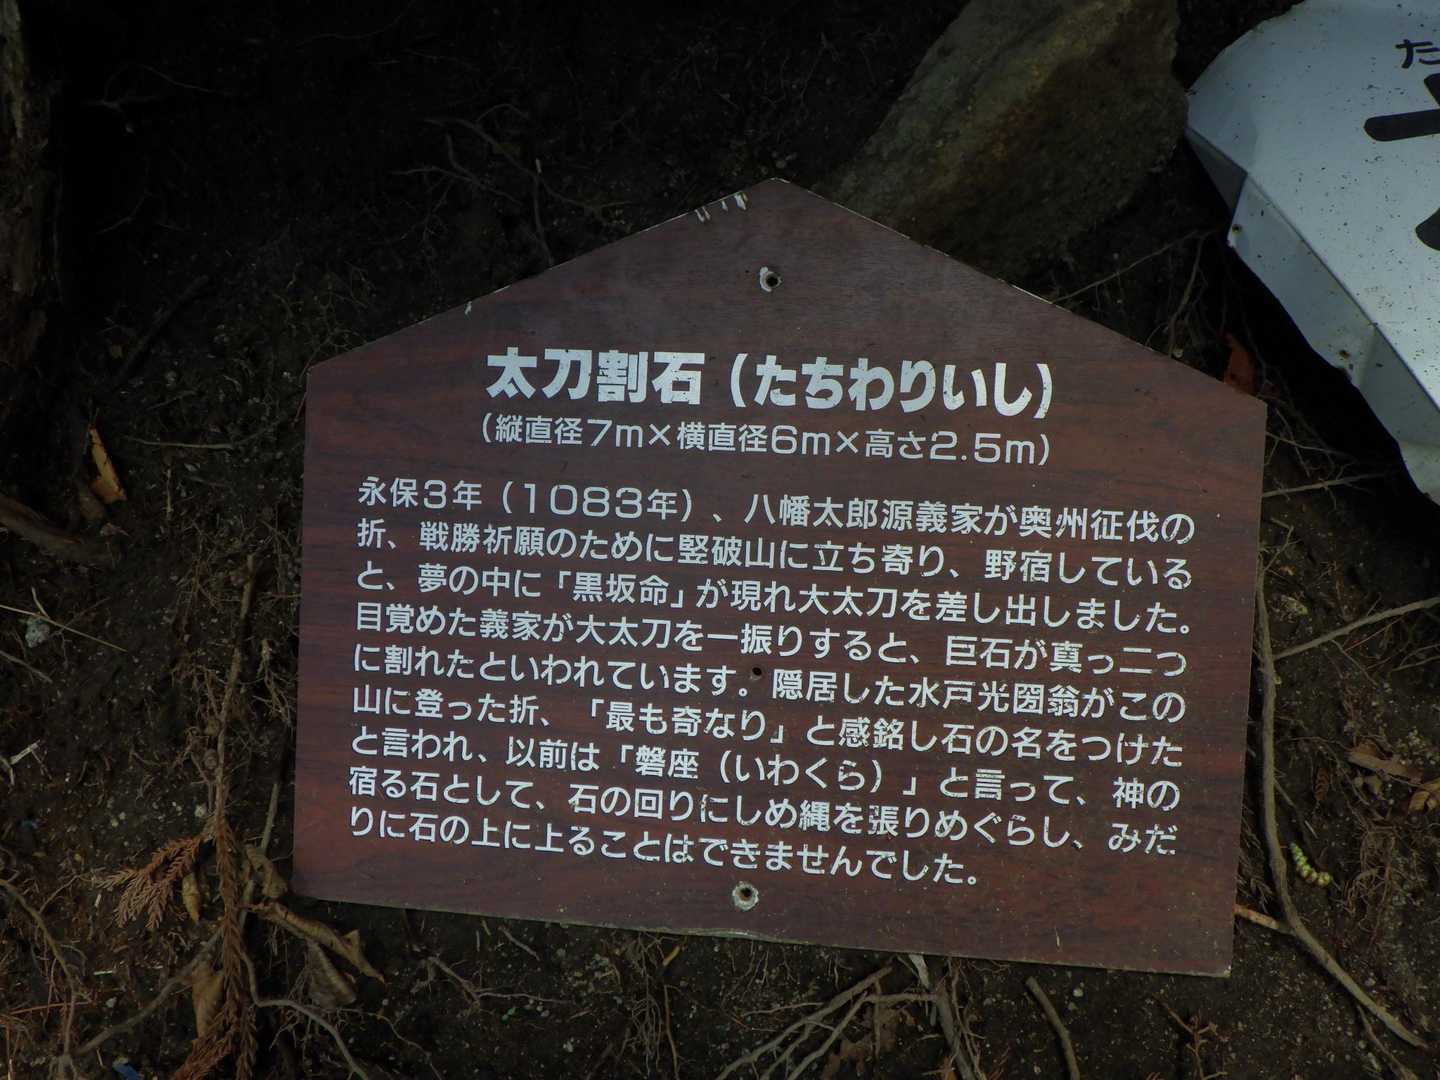 太刀割石（たちわりいし）
（縦直径7m×横直径6m×高さ2.5m）
永保3年（1083年）、八幡太郎源義家が奥州征伐の
折、戦勝祈願のために竪破山に立ち寄り、野宿している
と、夢の中に「黒坂命」が現れ大太刀を差し出しました。
目覚めた義家が大太刀を一振りすると、巨石が真っ二つ
に割れたといわれています。隠居した水戸光圀翁がこの
山に登った折、「最も奇なり」と感銘し石の名をつけた
と言われ、以前は「磐座（いわくら）」と言って、神の
宿る石として、石の回りにしめ縄を張りめぐらし、みだ
りに石の上に上ることはできませんでした。
た